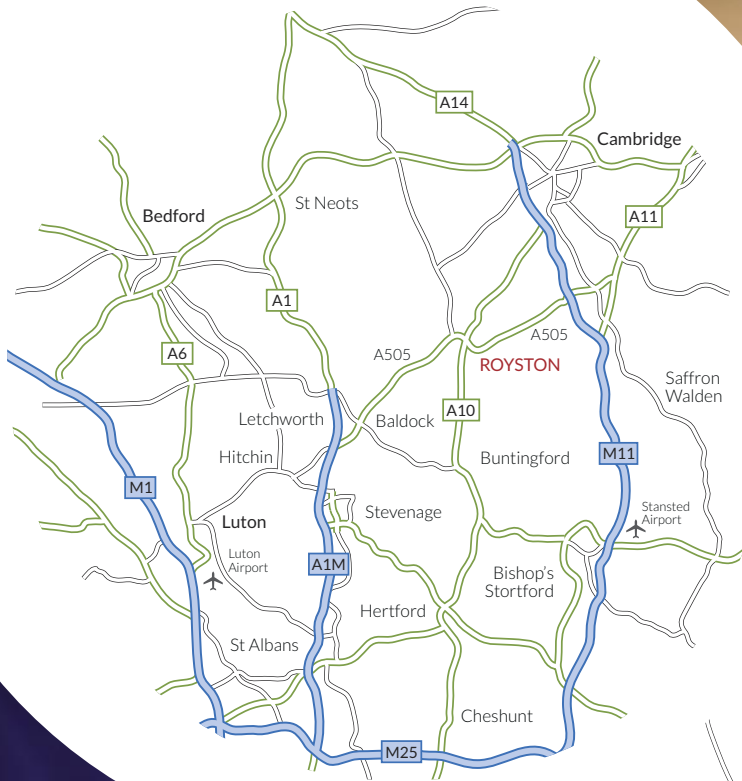 A14
Cambridge
St Neots
Bedford
A11
A1
A505
A505
A6
ROYSTON
Saffron
Walden
A10
Letchworth
Baldock
Hitchin
Buntingford
M11
M1
Stevenage
Luton
Stansted
Airport
Luton
Airport
A1M
Bishop's
Stortford
Hertford
St Albans
Cheshunt
M25